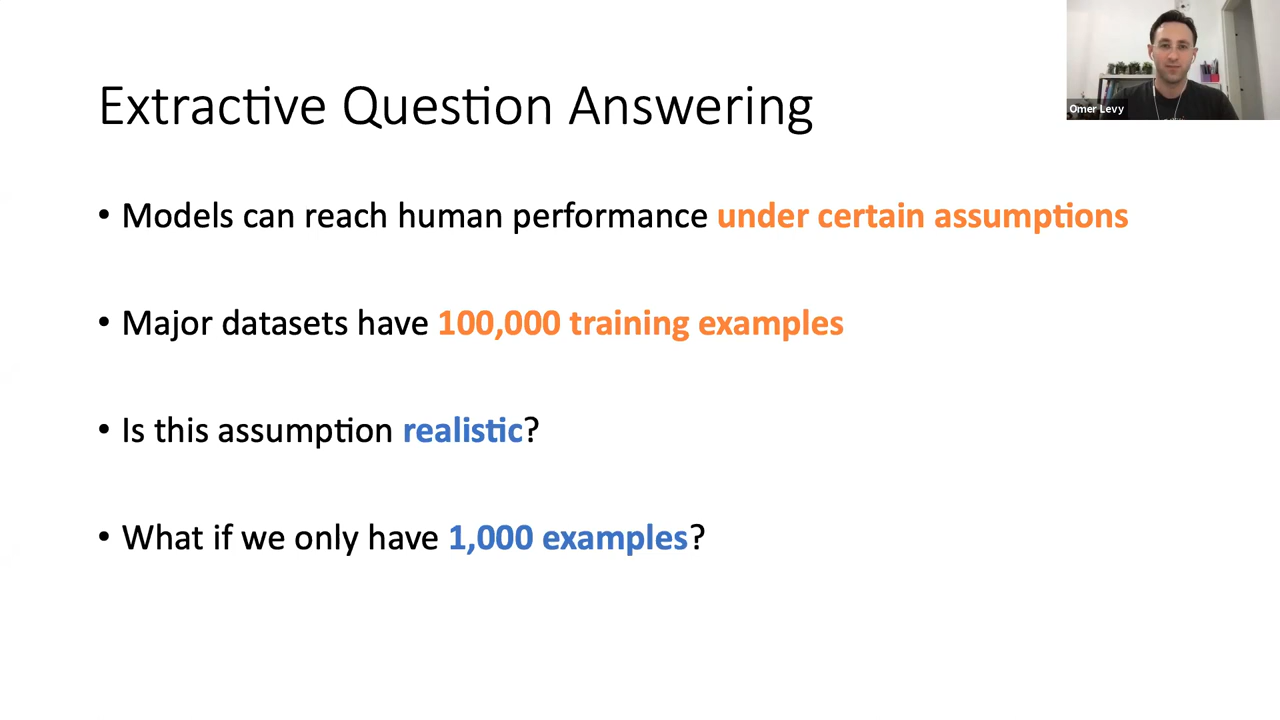 Extractive Question Answering
Omer Levy
• Models can reach human performance under certain assumptions
• Major datasets have 100,000 training examples
• Is this assumption realistic?
• What if we only have 1,000 examples?